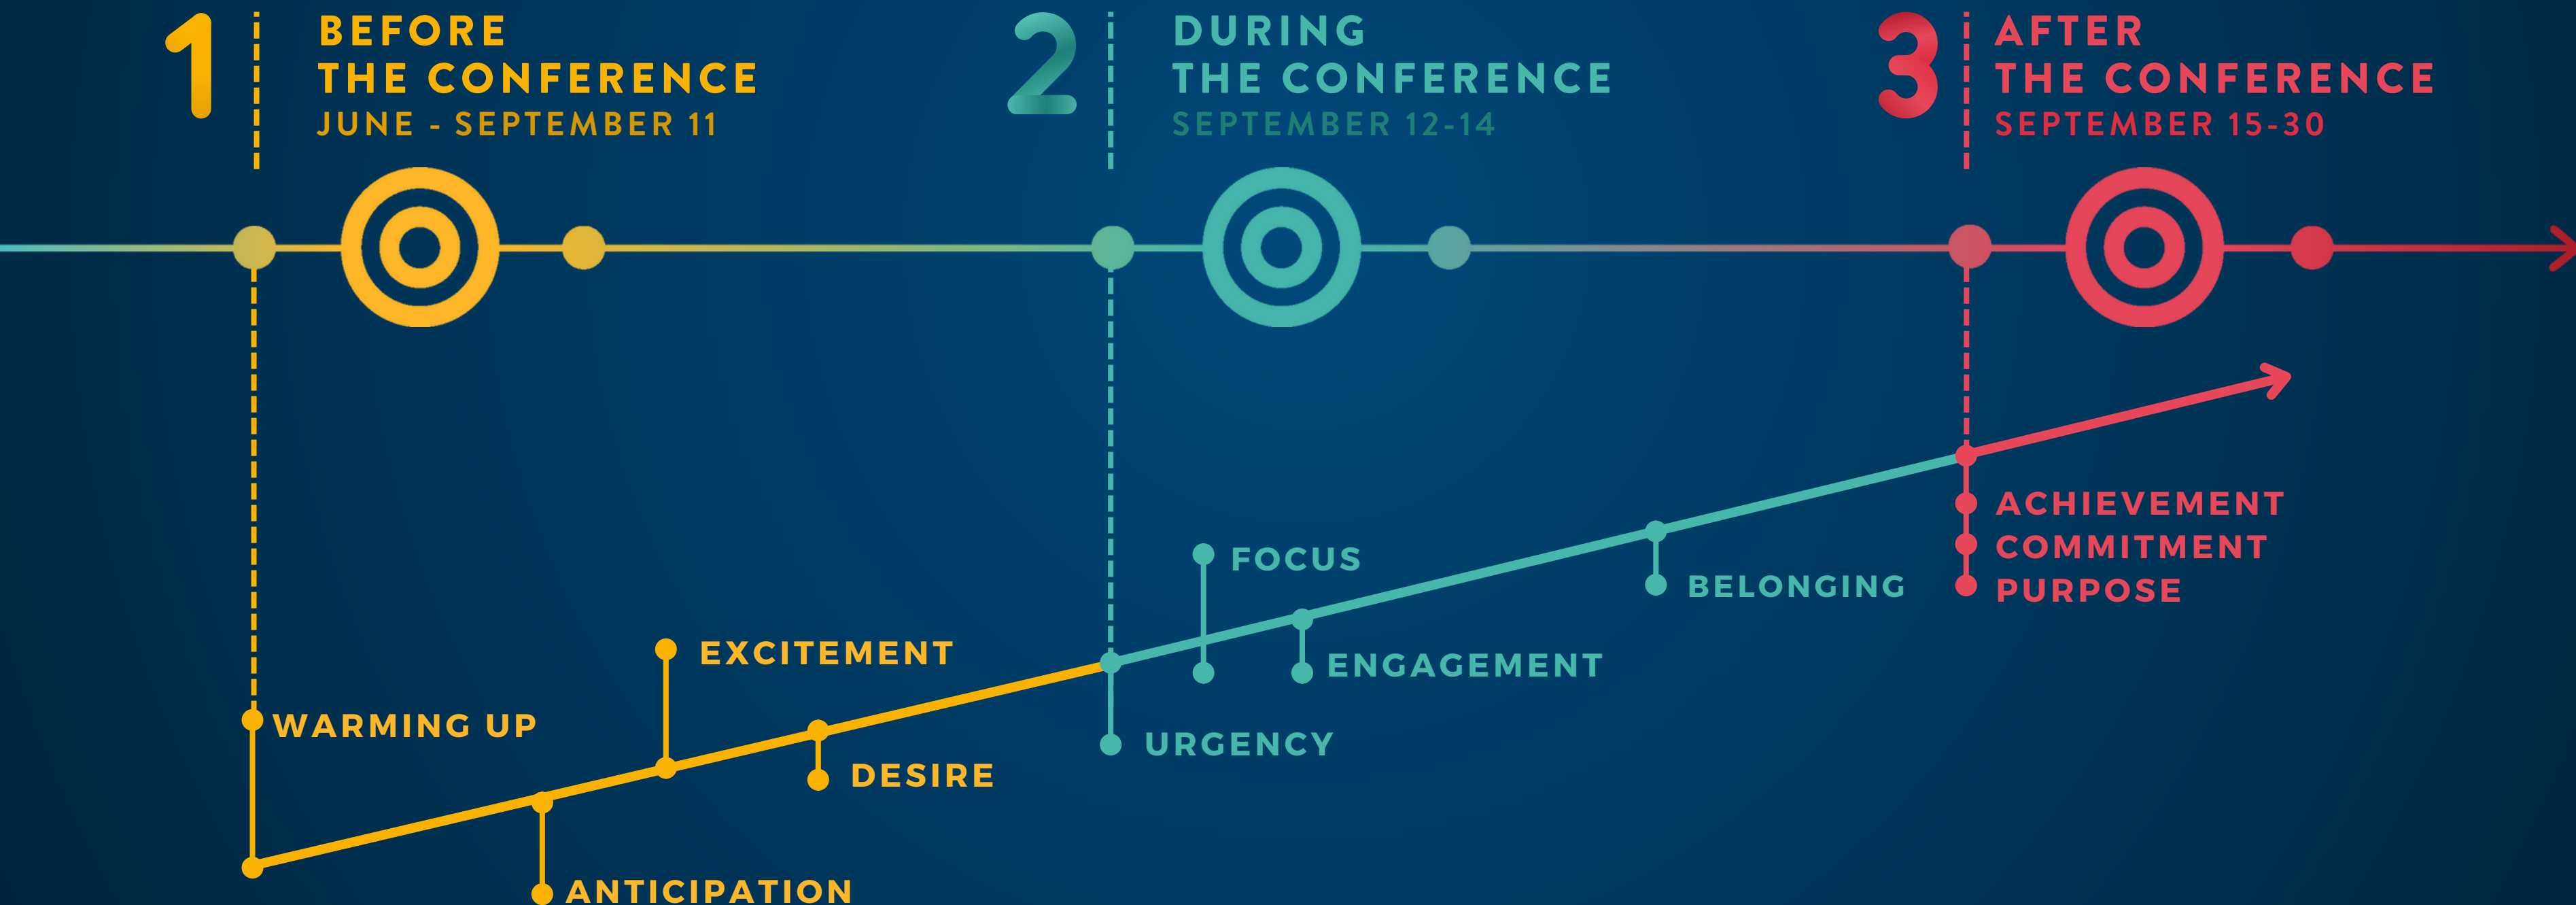 1
BEFORE
THE CONFERENCE
JUNE - SEPTEMBER 11
2
DURING
THE CONFERENCE
SEPTEMBER 12-14
3
AFTER
THE CONFERENCE
SEPTEMBER 15-30
WARMING UP
ANTICIPATION
EXCITEMENT
DESIRE
URGENCY
FOCUS
ENGAGEMENT
BELONGING
ACHIEVEMENT
COMMITMENT
PURPOSE